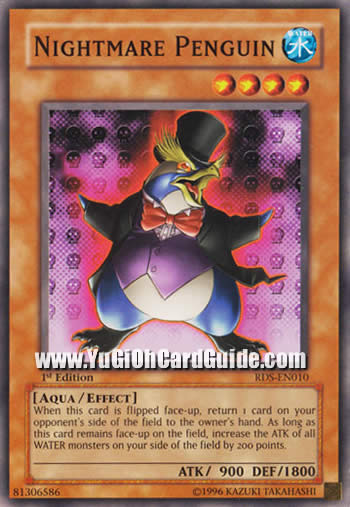 NIGHTMARE PENGUIN
WATER
水
www.YuGiOhCardGuide.com
1st Edition
RDS-EN010
[AQUA/EFFECT]
When this card is flipped face-up, return 1 card on your
opponent's side of the field to the owner's hand. As long as
this card remains face-up on the field, increase the ATK of all
WATER monsters on your side of the field by 200 points.
ATK/ 900 DEF/1800
81306586
©1996 KAZUKI TAKAHASHI